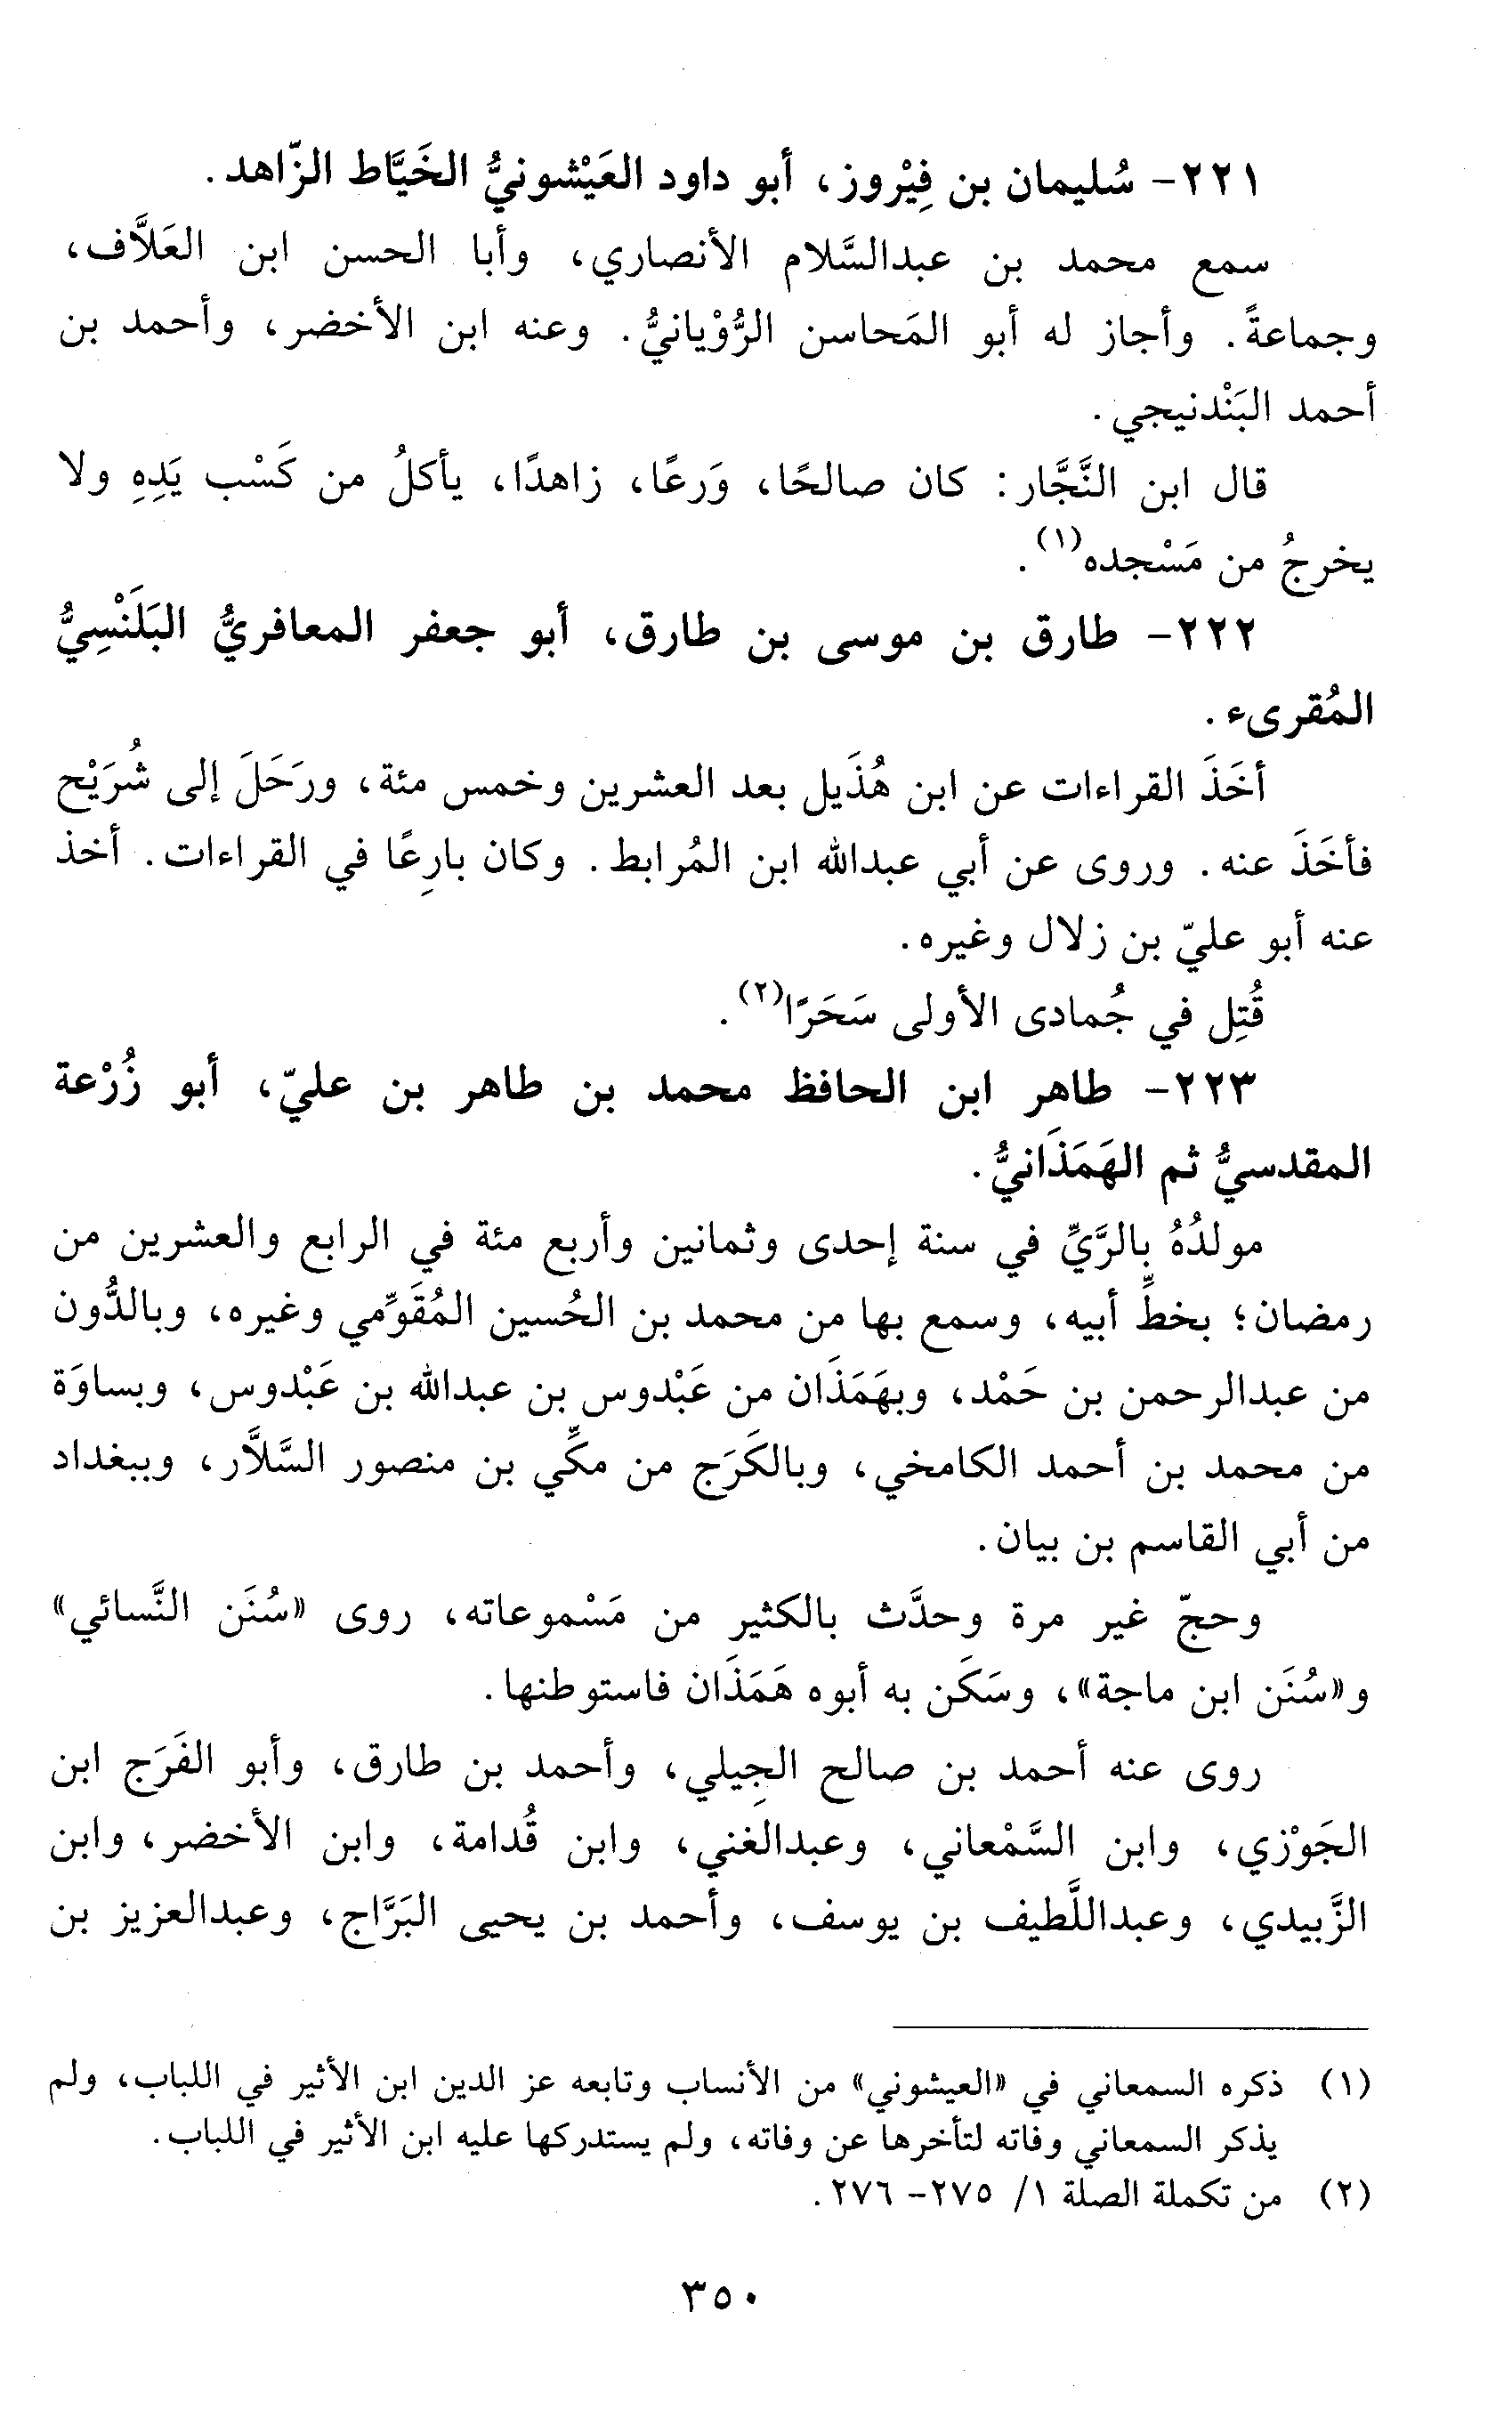 ٢٢١- سُليمان بن فِيْروز، أبو داود العَيْشونيُّ الخَيَّاط الزّاهد.
سمع محمد بن عبدالسَّلام الأنصاري، وأبا الحسن ابن العَلاَّف،
وجماعةً. وأجاز له أبو المَحاسن الرُّوْيانيُّ. وعنه ابن الأخضر، وأحمد بن
أحمد البَنْدنيجي.
قال ابن النَّجَّار: كان صالحًا، وَرعًا، زاهدًا، يأكلُ من كَسْب يَدِهِ ولا
يخرجُ من مَسْجده(١).
٢٢٢- طارق بن موسى بن طارق، أبو جعفر المعافريُّ البَلَنْسِيُّ
المُقرىء.
أخَذَ القراءات عن ابن هُذَيل بعد العشرين وخمس مئة، ورَحَلَ إلى شُرَيْح
فأخَذَ عنه. وروى عن أبي عبدالله ابن المُرابط. وكان بارِعًا في القراءات. أخذ
عنه أبو عليّ بن زلال وغيره.
قُتِل في جُمادى الأولى سَحَرًا(٢).
٢٢٣- طاهر ابن الحافظ محمد بن طاهر بن عليّ، أبو زُرْعة
المقدسيُّ ثم الهَمَذَانيُّ.
مولدُهُ بالرَّيِّ في سنة إحدى وثمانين وأربع مئة في الرابع والعشرين من
رمضان؛ بخطِّ أبيه، وسمع بها من محمد بن الحُسين المُقَوِّمي وغيره، وبالدُّون
من عبدالرحمن بن حَمْد، وبهَمَذَان من عَبْدوس بن عبدالله بن عَبْدوس، وبساوَة
من محمد بن أحمد الكامخي، وبالكَرَج من مكِّي بن منصور السَّلاَّر، وببغداد
من أبي القاسم بن بيان.
وحجّ غير مرة وحدَّث بالكثير من مَسْموعاته، روى «سُنَن النَّسائي»
و«سُنَن ابن ماجة»، وسَكَن به أبوه هَمَذَان فاستوطنها.
روى عنه أحمد بن صالح الجِيلي، وأحمد بن طارق، وأبو الفَرَج ابن
الجَوْزي، وابن السَّمْعاني، وعبدالغني، وابن قُدامة، وابن الأخضر، وابن
الزَّبيدي، وعبداللَّطيف بن يوسف، وأحمد بن يحيى البَرَّاج، وعبدالعزيز بن
(١) ذكره السمعاني في «العيشوني» من الأنساب وتابعه عز الدين ابن الأثير في اللباب، ولم
يذكر السمعاني وفاته لتأخرها عن وفاته، ولم يستدركها عليه ابن الأثير في اللباب.
(٢) من تكملة الصلة ١/ ٢٧٥- ٢٧٦.
٣٥٠